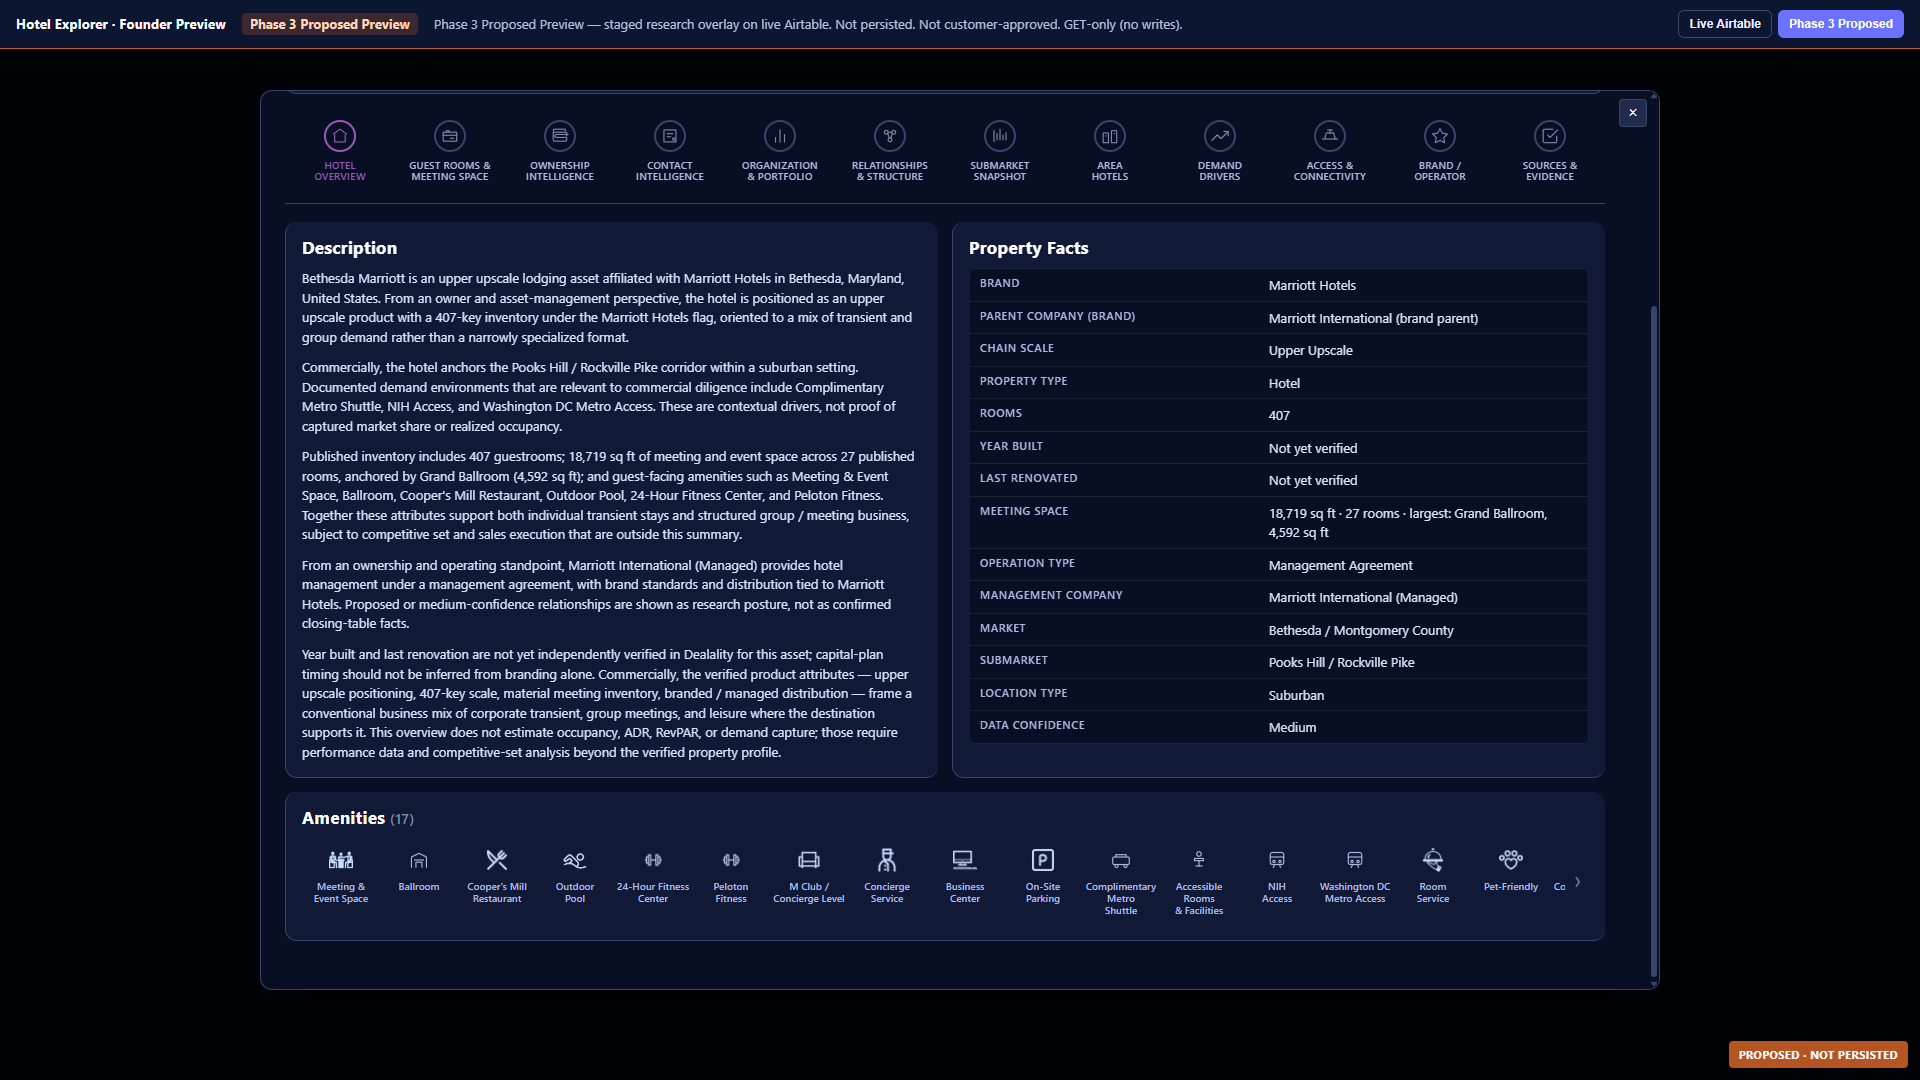 Hotel Explorer · Founder Preview
Phase 3 Proposed Preview
Phase 3 Proposed Preview — staged research overlay on live Airtable. Not persisted. Not customer-approved. GET-only (no writes).
Live Airtable
Phase 3 Proposed
×
HOTEL
OVERVIEW
GUEST ROOMS &
MEETING SPACE
OWNERSHIP
INTELLIGENCE
CONTACT
INTELLIGENCE
ORGANIZATION
& PORTFOLIO
RELATIONSHIPS
& STRUCTURE
SUBMARKET
SNAPSHOT
AREA
HOTELS
DEMAND
DRIVERS
ACCESS &
CONNECTIVITY
BRAND /
OPERATOR
SOURCES &
EVIDENCE
Description
Bethesda Marriott is an upper upscale lodging asset affiliated with Marriott Hotels in Bethesda, Maryland,
United States. From an owner and asset-management perspective, the hotel is positioned as an upper
upscale product with a 407-key inventory under the Marriott Hotels flag, oriented to a mix of transient and
group demand rather than a narrowly specialized format.
Commercially, the hotel anchors the Pooks Hill / Rockville Pike corridor within a suburban setting.
Documented demand environments that are relevant to commercial diligence include Complimentary
Metro Shuttle, NIH Access, and Washington DC Metro Access. These are contextual drivers, not proof of
captured market share or realized occupancy.
Published inventory includes 407 guestrooms; 18,719 sq ft of meeting and event space across 27 published
rooms, anchored by Grand Ballroom (4,592 sq ft); and guest-facing amenities such as Meeting & Event
Space, Ballroom, Cooper's Mill Restaurant, Outdoor Pool, 24-Hour Fitness Center, and Peloton Fitness.
Together these attributes support both individual transient stays and structured group / meeting business,
subject to competitive set and sales execution that are outside this summary.
From an ownership and operating standpoint, Marriott International (Managed) provides hotel
management under a management agreement, with brand standards and distribution tied to Marriott
Hotels. Proposed or medium-confidence relationships are shown as research posture, not as confirmed
closing-table facts.
Year built and last renovation are not yet independently verified in Dealality for this asset; capital-plan
timing should not be inferred from branding alone. Commercially, the verified product attributes — upper
upscale positioning, 407-key scale, material meeting inventory, branded / managed distribution — frame a
conventional business mix of corporate transient, group meetings, and leisure where the destination
supports it. This overview does not estimate occupancy, ADR, RevPAR, or demand capture; those require
performance data and competitive-set analysis beyond the verified property profile.
Property Facts
BRAND Marriott Hotels
PARENT COMPANY (BRAND) Marriott International (brand parent)
CHAIN SCALE Upper Upscale
PROPERTY TYPE Hotel
ROOMS 407
YEAR BUILT Not yet verified
LAST RENOVATED Not yet verified
MEETING SPACE 18,719 sq ft · 27 rooms · largest: Grand Ballroom,
4,592 sq ft
OPERATION TYPE Management Agreement
MANAGEMENT COMPANY Marriott International (Managed)
MARKET Bethesda / Montgomery County
SUBMARKET Pooks Hill / Rockville Pike
LOCATION TYPE Suburban
DATA CONFIDENCE Medium
Amenities (17)
Meeting &
Event Space
Ballroom
Cooper's Mill
Restaurant
Outdoor
Pool
24-Hour Fitness
Center
Peloton
Fitness
M Club /
Concierge Level
Concierge
Service
Business
Center
P
On-Site
Parking
Complimentary
Metro
Shuttle
Accessible
Rooms
& Facilities
NIH
Access
Washington DC
Metro Access
Room
Service
Pet-Friendly
Co
PROPOSED · NOT PERSISTED